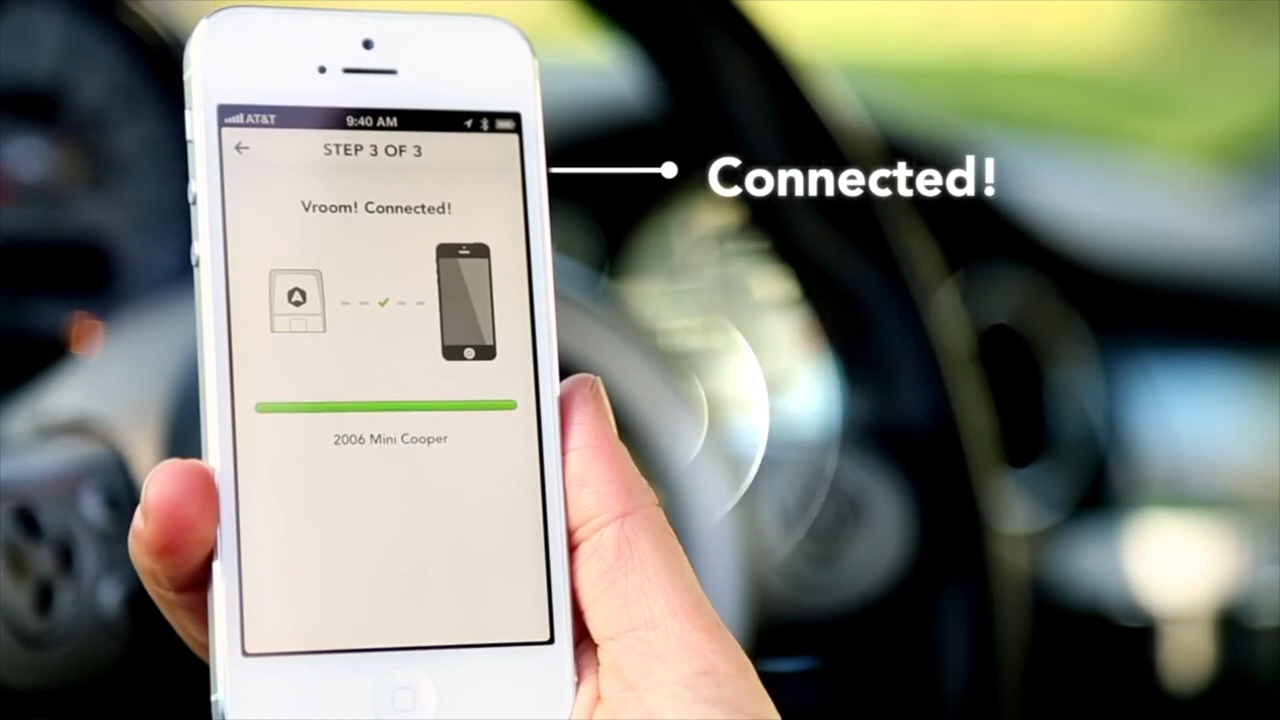 AT&T 9:40 AM
STEP 3 OF 3
Connected!
Vroom! Connected!
2006 Mini Cooper